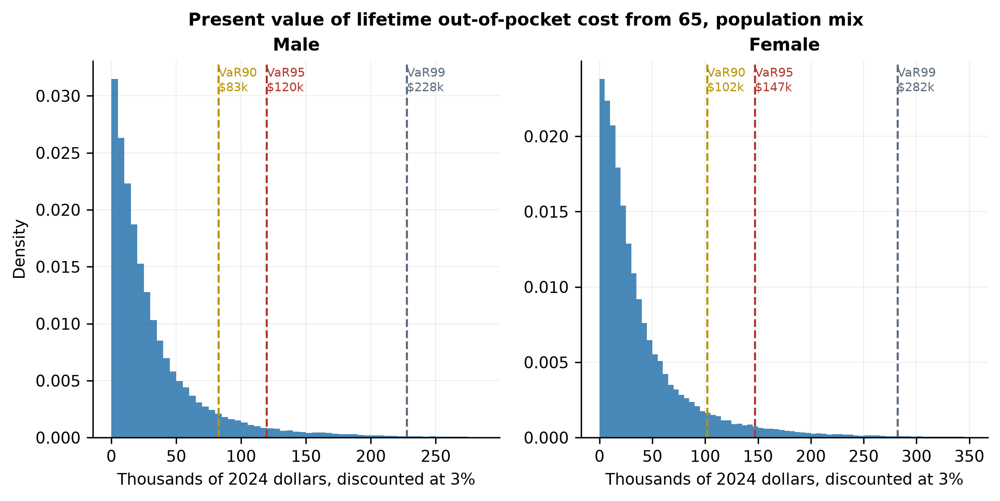 Present value of lifetime out-of-pocket cost from 65, population mix
Male
VaR90
$83k
VaR95
$120k
VaR99
$228k
0.030
0.025
0.020
0.015
0.010
0.005
0.000
Density
0
50
100
150
200
250
Thousands of 2024 dollars, discounted at 3%
Female
VaR90
$102k
VaR95
$147k
VaR99
$282k
0.020
0.015
0.010
0.005
0.000
0
50
100
150
200
250
300
350
Thousands of 2024 dollars, discounted at 3%